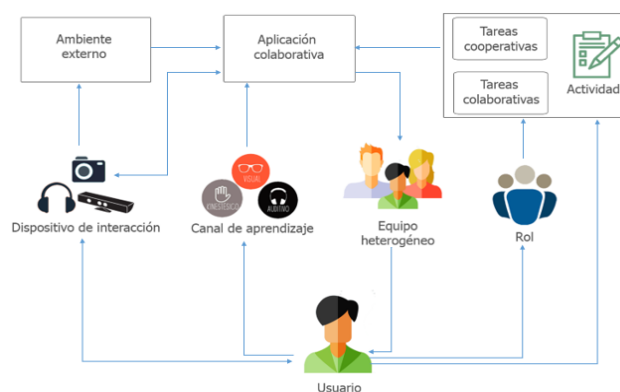 Ambiente
externo
Aplicación
colaborativa
Tareas
cooperativas
Tareas
colaborativas
Actividad
VISUAL
KINESTÉSICO
AUDITIVO
Dispositivo de interacción
Canal de aprendizaje
Equipo
heterogéneo
Rol
Usuario